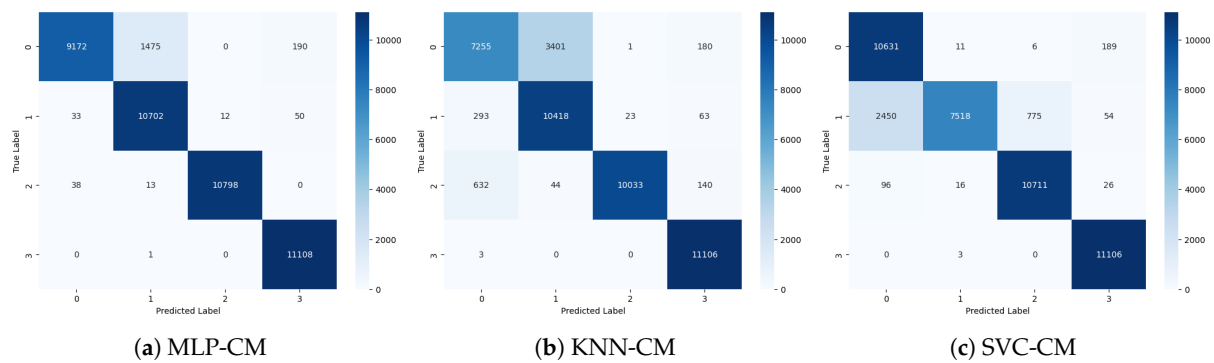 0 9172 1475 0 190
1 33 10702 12 50
2 38 13 10798 0
3 0 1 0 11108
0 1 2 3
True Label
Predicted Label
10000
8000
6000
4000
2000
0
(a) MLP-CM
0 7255 3401 1 180
1 293 10418 23 63
2 632 44 10033 140
3 3 0 0 11106
0 1 2 3
True Label
Predicted Label
10000
8000
6000
4000
2000
0
(b) KNN-CM
0 10631 11 6 189
1 2450 7518 775 54
2 96 16 10711 26
3 0 3 0 11106
0 1 2 3
True Label
Predicted Label
10000
8000
6000
4000
2000
0
(c) SVC-CM